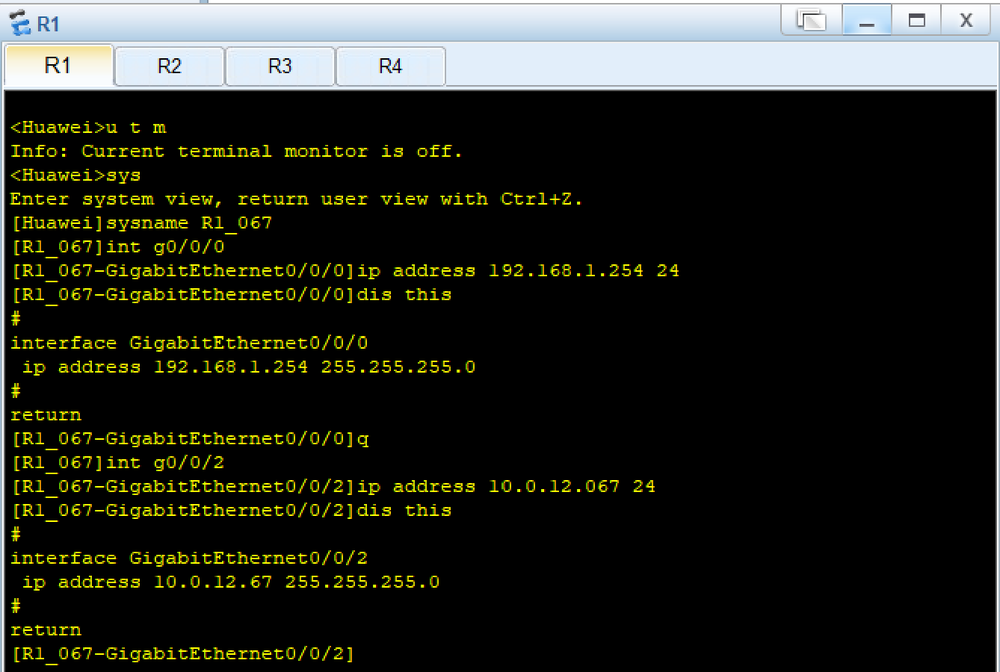 R1
R1 R2 R3 R4
<Huawei>u t m
Info: Current terminal monitor is off.
<Huawei>sys
Enter system view, return user view with Ctrl+Z.
[Huawei]sysname R1_067
[R1_067]int g0/0/0
[R1_067-GigabitEthernet0/0/0]ip address 192.168.1.254 24
[R1_067-GigabitEthernet0/0/0]dis this
#
interface GigabitEthernet0/0/0
 ip address 192.168.1.254 255.255.255.0
#
return
[R1_067-GigabitEthernet0/0/0]q
[R1_067]int g0/0/2
[R1_067-GigabitEthernet0/0/2]ip address 10.0.12.067 24
[R1_067-GigabitEthernet0/0/2]dis this
#
interface GigabitEthernet0/0/2
 ip address 10.0.12.67 255.255.255.0
#
return
[R1_067-GigabitEthernet0/0/2]